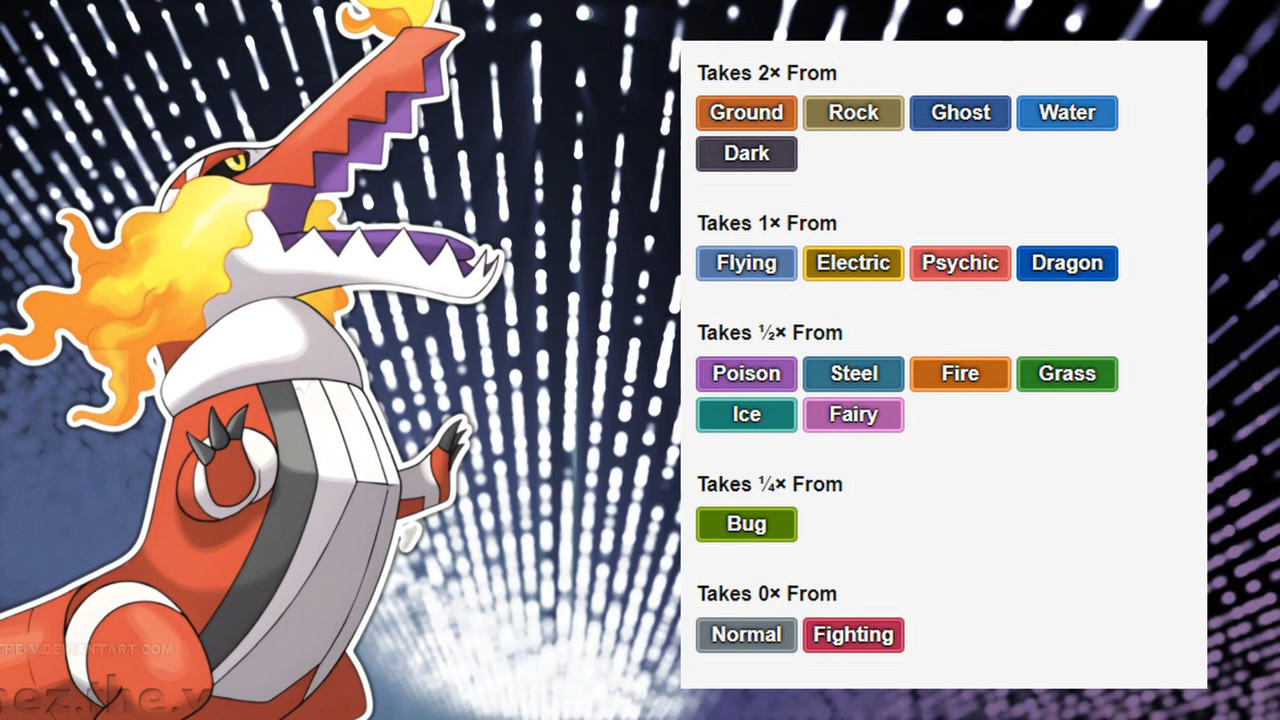 Takes 2× From
Ground Rock Ghost Water
Dark
Takes 1× From
Flying Electric Psychic Dragon
Takes ½× From
Poison Steel Fire Grass
Ice Fairy
Takes ¼× From
Bug
Takes 0× From
Normal Fighting